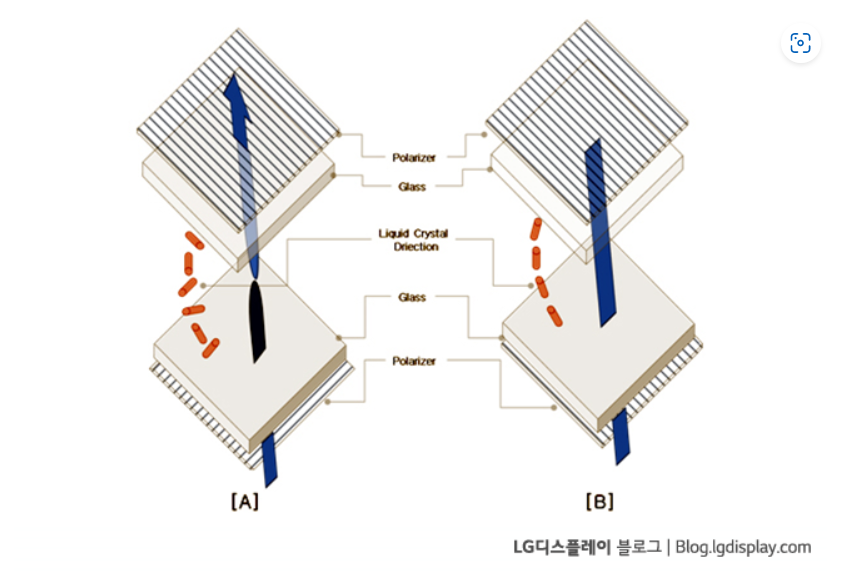 Polarizer
Glass
Liquid Crystal
Driection
Glass
Polarizer
[A]
[B]
LG디스플레이 블로그 | Blog.lgdisplay.com